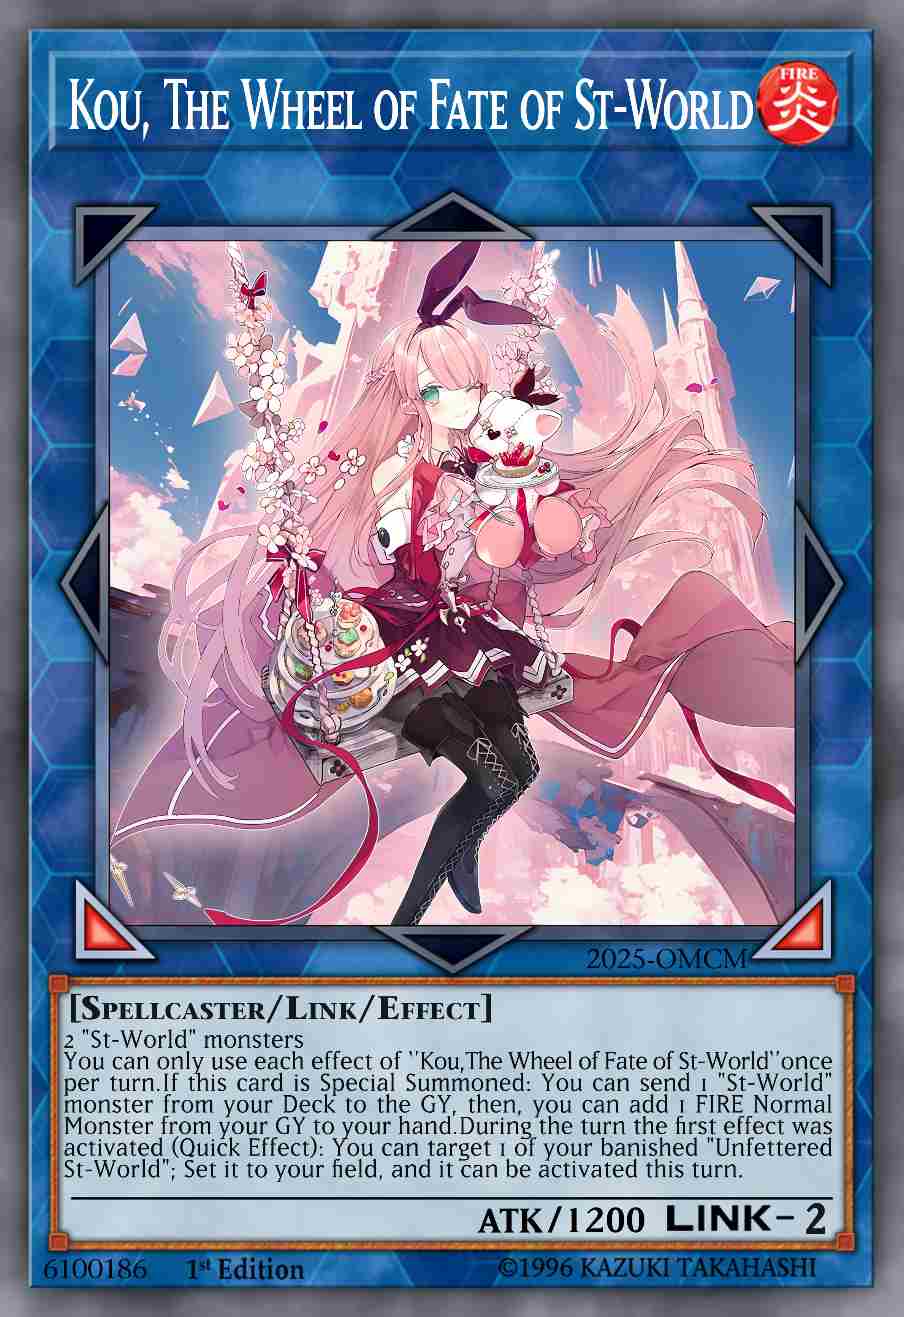 Kou, The Wheel of Fate of St-World
FIRE
炎
2025-OMCM
[Spellcaster/Link/Effect]
2 "St-World" monsters
You can only use each effect of ''Kou,The Wheel of Fate of St-World''once
per turn.If this card is Special Summoned: You can send 1 "St-World"
monster from your Deck to the GY, then, you can add 1 FIRE Normal
Monster from your GY to your hand.During the turn the first effect was
activated (Quick Effect): You can target 1 of your banished "Unfettered
St-World"; Set it to your field, and it can be activated this turn.
ATK/1200 LINK-2
6100186 1st Edition ©1996 KAZUKI TAKAHASHI